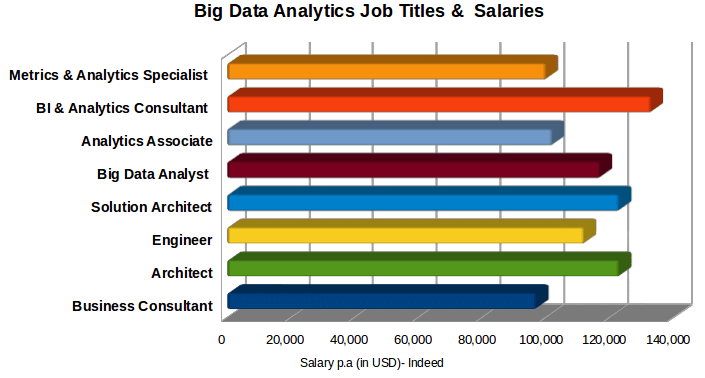 Big Data Analytics Job Titles & Salaries
Metrics & Analytics Specialist
BI & Analytics Consultant
Analytics Associate
Big Data Analyst
Solution Architect
Engineer
Architect
Business Consultant
0 20,000 40,000 60,000 80,000 100,000 120,000 140,000
Salary p.a (in USD)- Indeed